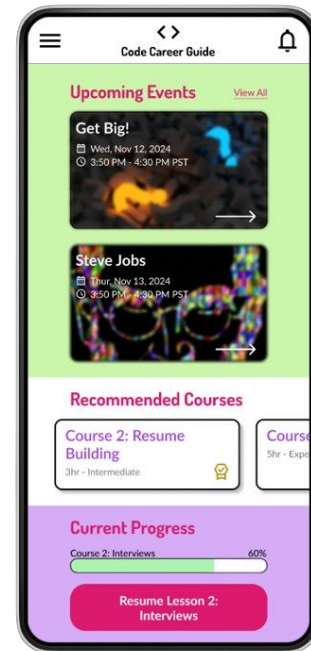 < >
Code Career Guide
Upcoming Events
View All
Get Big!
Wed, Nov 12, 2024
3:50 PM - 4:30 PM PST
Steve Jobs
Thur, Nov 13, 2024
3:50 PM - 4:30 PM PST
Recommended Courses
Course 2: Resume
Building
3hr - Intermediate
Course
5hr - Expe
Current Progress
Course 2: Interviews
60%
Resume Lesson 2:
Interviews